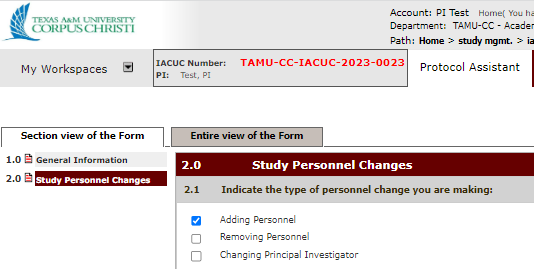 TEXAS A&M UNIVERSITY
CORPUS CHRISTI
Account: PI Test Home( You ha
Department: TAMU-CC - Acade
Path: Home > study mgmt. > ia
My Workspaces
IACUC Number: TAMU-CC-IACUC-2023-0023
PI: Test, PI
Protocol Assistant
Section view of the Form
Entire view of the Form
1.0 General Information
2.0 Study Personnel Changes
2.0 Study Personnel Changes
2.1 Indicate the type of personnel change you are making:
Adding Personnel
Removing Personnel
Changing Principal Investigator